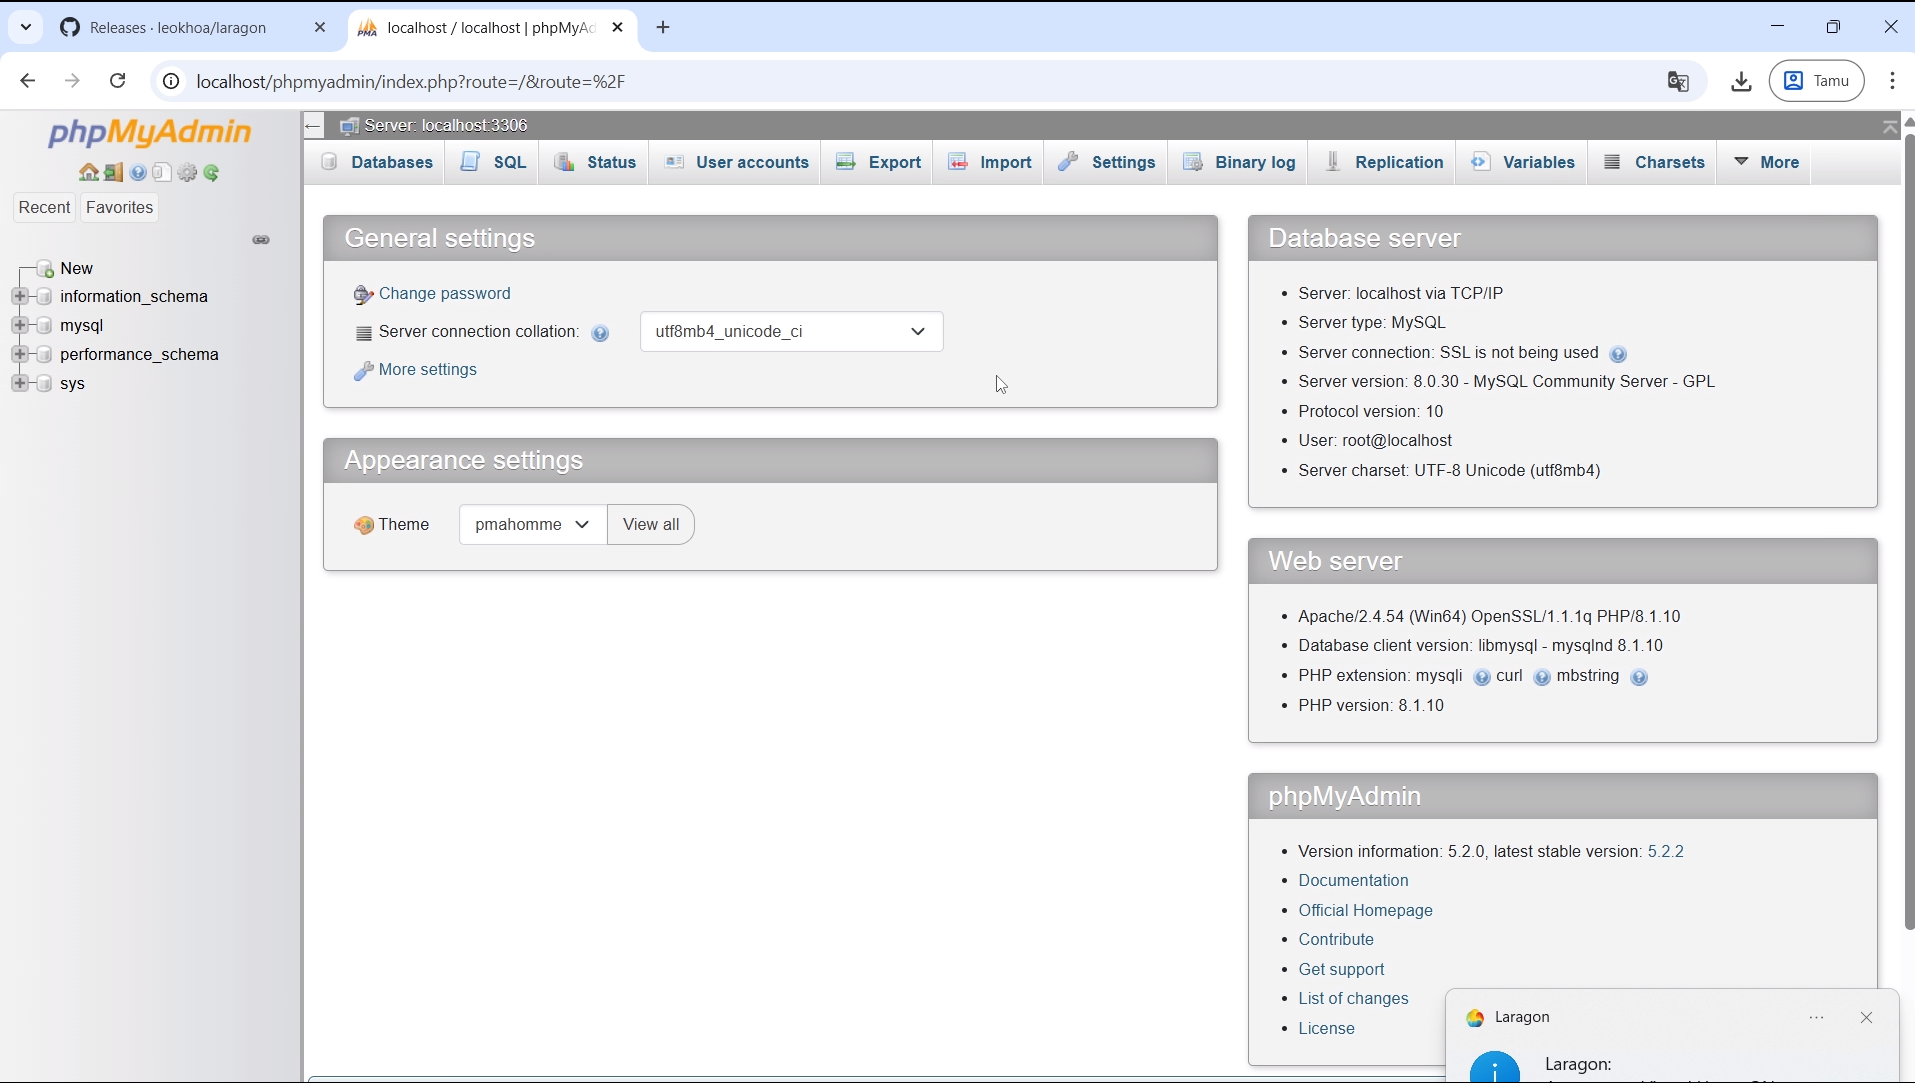 Releases · leokhoa/laragon
localhost / localhost | phpMyAd
localhost/phpmyadmin/index.php?route=/&route=%2F
Tamu
phpMyAdmin
Recent
Favorites
New
information_schema
mysql
performance_schema
sys
Server: localhost:3306
Databases
SQL
Status
User accounts
Export
Import
Settings
Binary log
Replication
Variables
Charsets
More
General settings
Change password
Server connection collation:
utf8mb4_unicode_ci
More settings
Appearance settings
Theme
pmahomme
View all
Database server
Server: localhost via TCP/IP
Server type: MySQL
Server connection: SSL is not being used
Server version: 8.0.30 - MySQL Community Server - GPL
Protocol version: 10
User: root@localhost
Server charset: UTF-8 Unicode (utf8mb4)
Web server
Apache/2.4.54 (Win64) OpenSSL/1.1.1q PHP/8.1.10
Database client version: libmysql - mysqlnd 8.1.10
PHP extension: mysqli curl mbstring
PHP version: 8.1.10
phpMyAdmin
Version information: 5.2.0, latest stable version: 5.2.2
Documentation
Official Homepage
Contribute
Get support
List of changes
License
Laragon
Laragon: